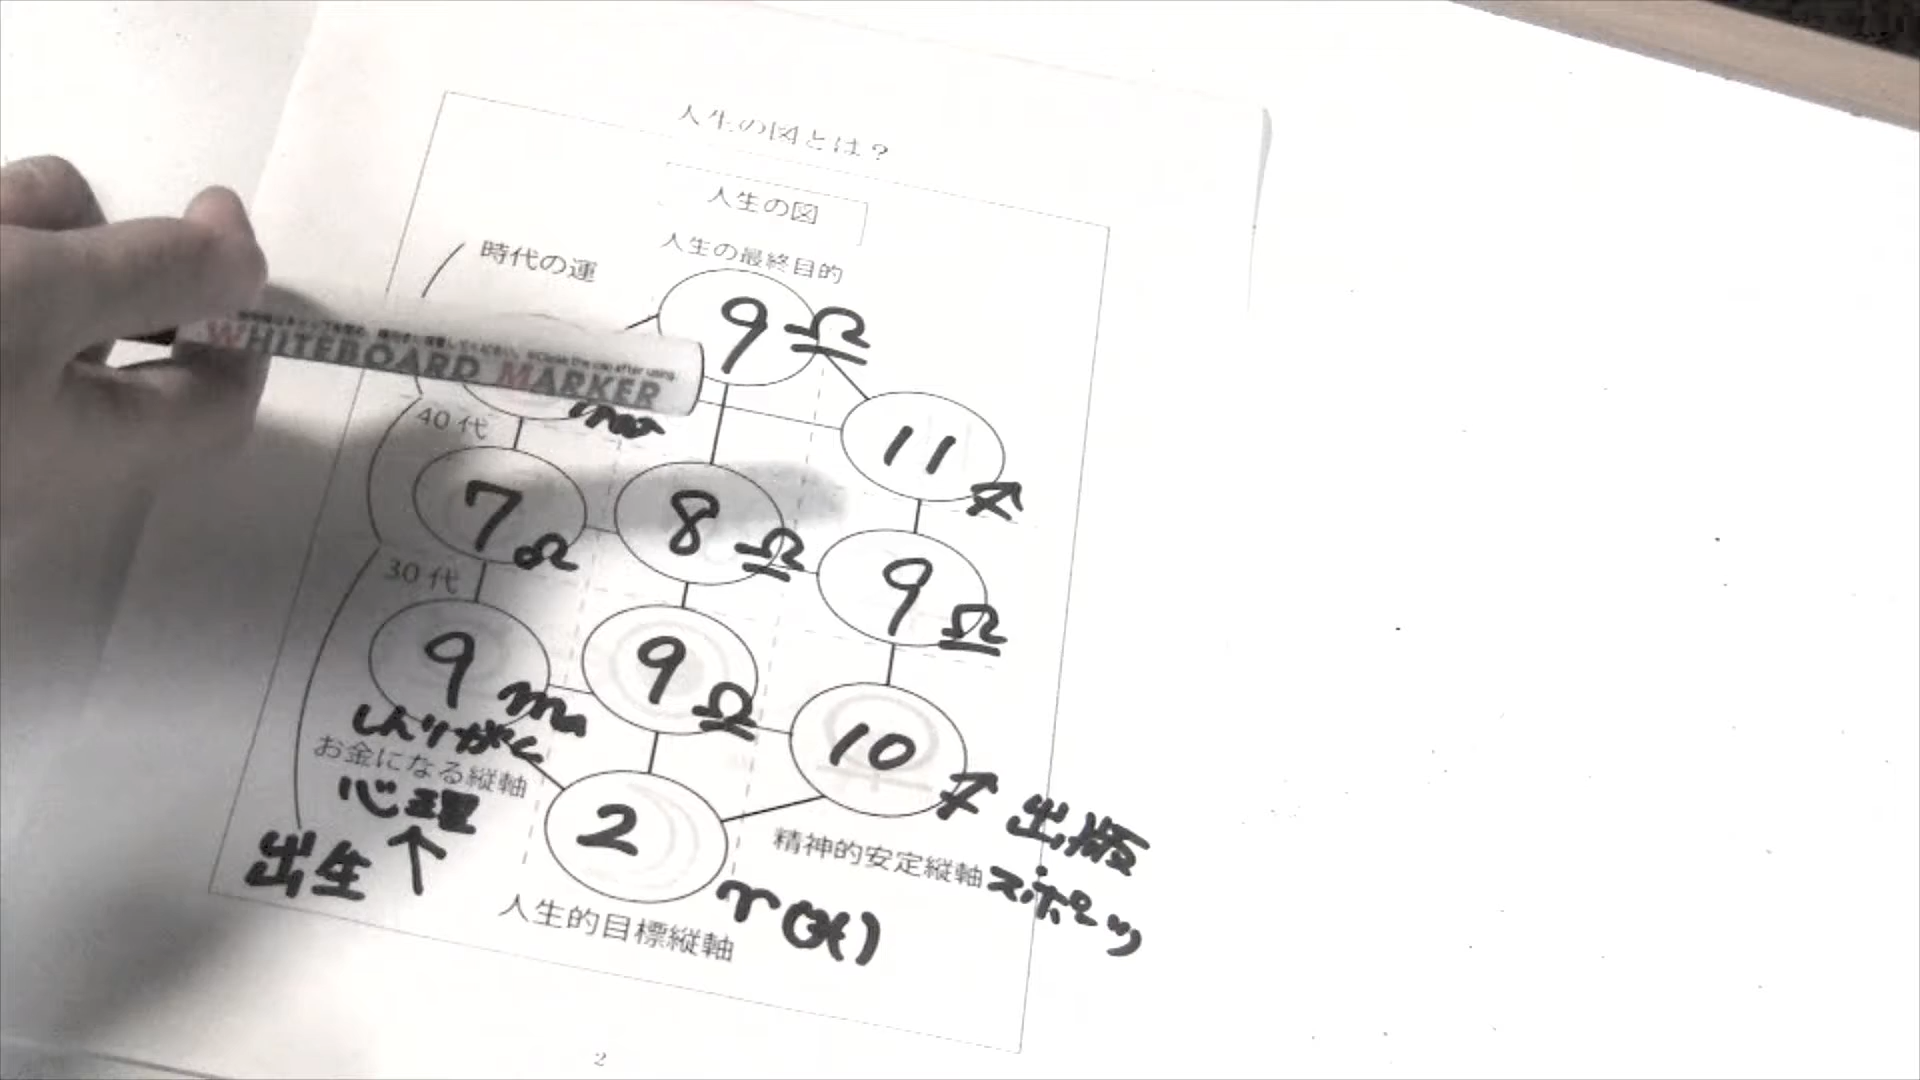 人生の図とは？
人生の図
人生の最終目的
時代の運
9 ♎
WHITEBOARD MARKER
11 ♐
40代
7 ♎
8 ♎
9 ♎
30代
9 ♏
9 ♎
10 ♐
しんりがく
お金になる縦軸
心理
出生 ↑
2
精神的安定縦軸
出版
スポーツ
人生的目標縦軸
♈
2